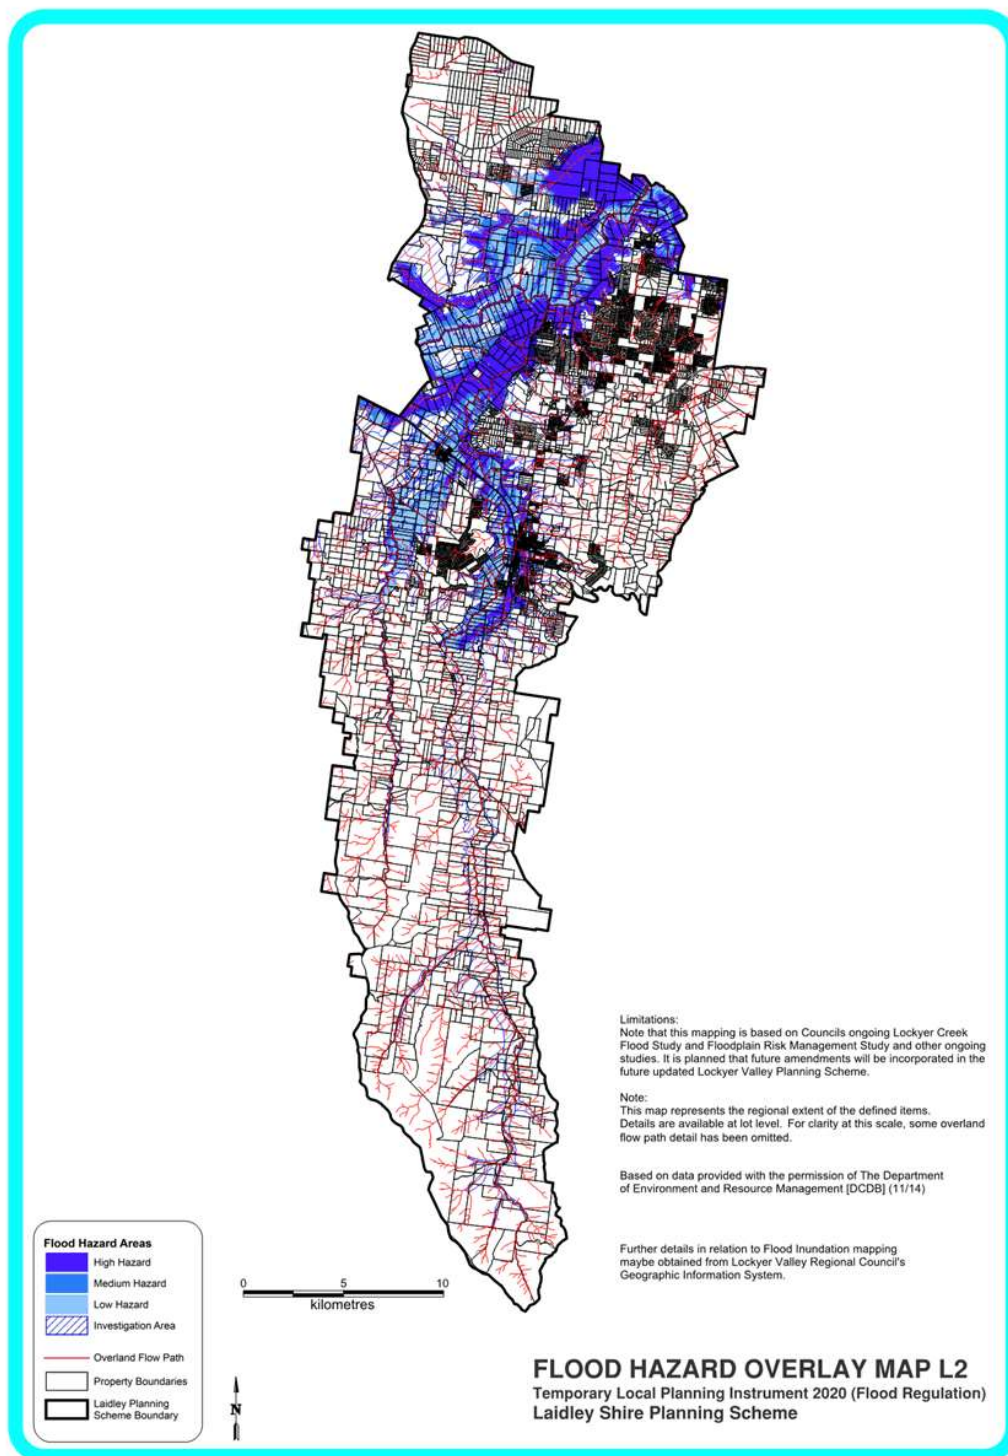 Limitations:
Note that this mapping is based on Councils ongoing Lockyer Creek
Flood Study and Floodplain Risk Management Study and other ongoing
studies. It is planned that future amendments will be incorporated in the
future updated Lockyer Valley Planning Scheme.
Note:
This map represents the regional extent of the defined items.
Details are available at lot level. For clarity at this scale, some overland
flow path detail has been omitted.
Based on data provided with the permission of The Department
of Environment and Resource Management [DCDB] (11/14)
Further details in relation to Flood Inundation mapping
maybe obtained from Lockyer Valley Regional Council's
Geographic Information System.
Flood Hazard Areas
High Hazard
Medium Hazard
Low Hazard
Investigation Area
Overland Flow Path
Property Boundaries
Laidley Planning
Scheme Boundary
0 5 10
kilometres
N
FLOOD HAZARD OVERLAY MAP L2
Temporary Local Planning Instrument 2020 (Flood Regulation)
Laidley Shire Planning Scheme